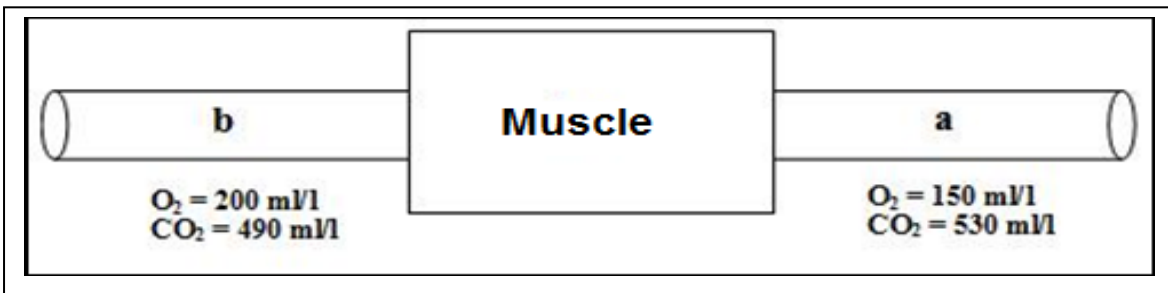 b
Muscle
a
O₂ = 200 ml/l
CO₂ = 490 ml/l
O₂ = 150 ml/l
CO₂ = 530 ml/l